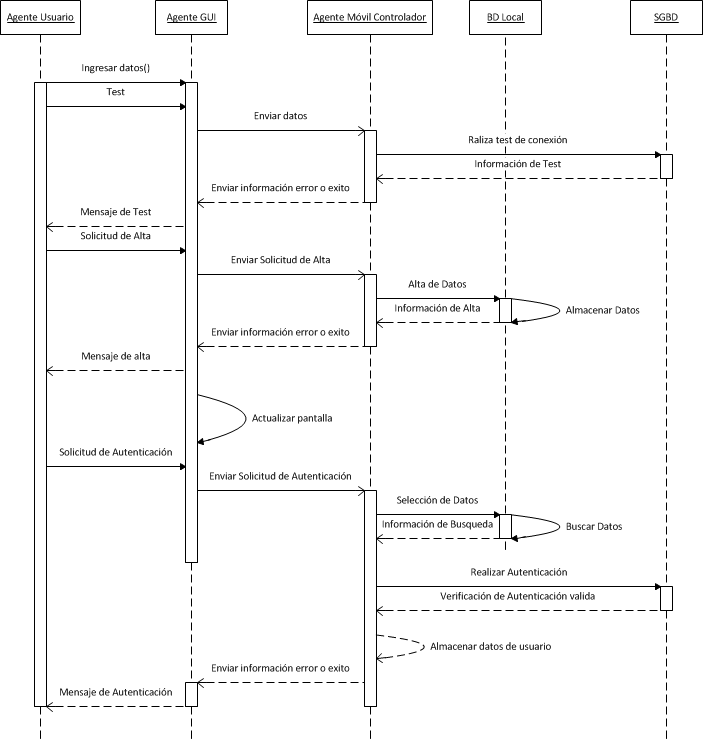 Agente Usuario
Agente GUI
Agente Móvil Controlador
BD Local
SGBD
Ingresar datos()
Test
Enviar datos
Raliza test de conexión
Información de Test
Enviar información error o exito
Mensaje de Test
Solicitud de Alta
Enviar Solicitud de Alta
Alta de Datos
Información de Alta
Almacenar Datos
Enviar información error o exito
Mensaje de alta
Actualizar pantalla
Solicitud de Autenticación
Enviar Solicitud de Autenticación
Selección de Datos
Información de Busqueda
Buscar Datos
Realizar Autenticación
Verificación de Autenticación valida
Almacenar datos de usuario
Enviar información error o exito
Mensaje de Autenticación